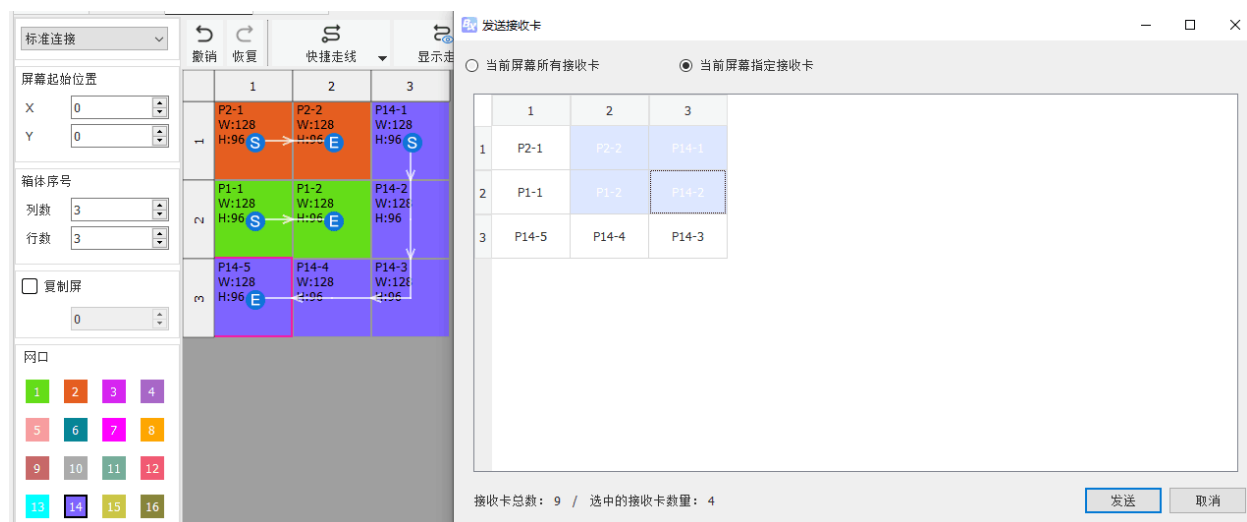 标准连接
撤销
恢复
快捷走线
显示走
屏幕起始位置
X 0
Y 0
箱体序号
列数 3
行数 3
复制屏
0
网口
1 2 3 4
5 6 7 8
9 10 11 12
13 14 15 16
1 2 3
1
P2-1 P2-2 P14-1
W:128 W:128 W:128
H:96 H:96 H:96
S E S
2
P1-1 P1-2 P14-2
W:128 W:128 W:128
H:96 H:96 H:96
S E
3
P14-5 P14-4 P14-3
W:128 W:128 W:128
H:96 H:96 H:96
E
BX 发送接收卡
当前屏幕所有接收卡 当前屏幕指定接收卡
1 2 3
1 P2-1 P2-2 P14-1
2 P1-1 P1-2 P14-2
3 P14-5 P14-4 P14-3
接收卡总数: 9 / 选中的接收卡数量: 4
发送 取消